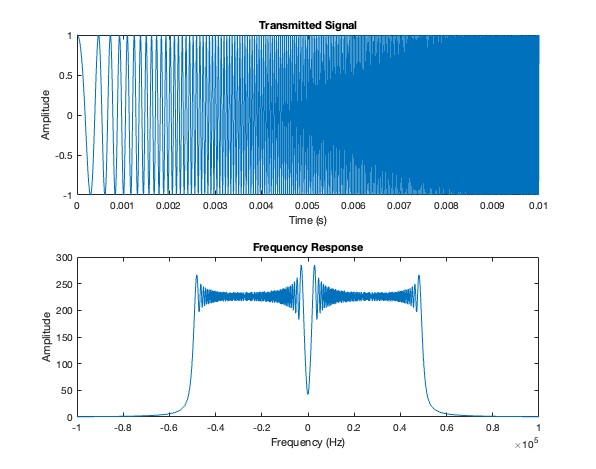 Transmitted Signal
1
0.5
0
-0.5
-1
Amplitude
0 0.001 0.002 0.003 0.004 0.005 0.006 0.007 0.008 0.009 0.01
Time (s)
Frequency Response
300
250
200
150
100
50
0
Amplitude
-1 -0.8 -0.6 -0.4 -0.2 0 0.2 0.4 0.6 0.8 1
Frequency (Hz)
×10⁵